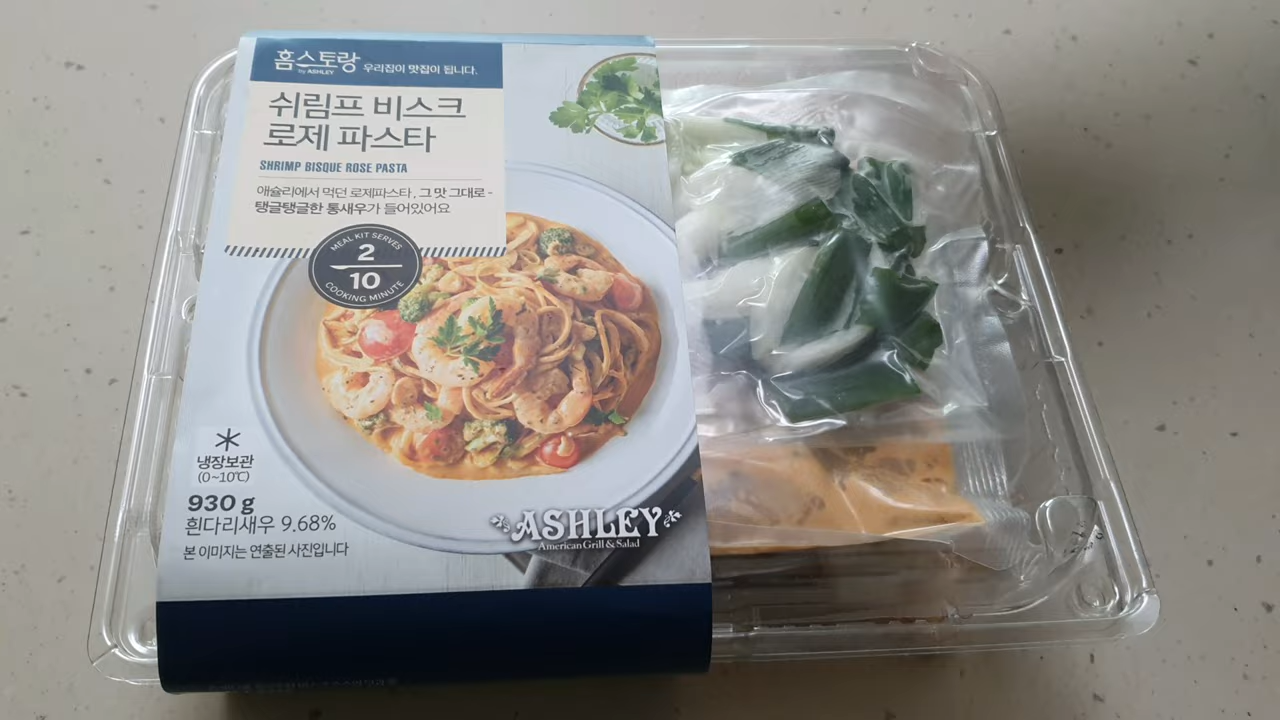 홈스토랑
by ASHLEY
우리집이 맛집이 됩니다.
쉬림프 비스크
로제 파스타
SHRIMP BISQUE ROSE PASTA
애슐리에서 먹던 로제파스타, 그 맛 그대로-
탱글탱글한 통새우가 들어있어요
MEAL KIT SERVES
2
10
COOKING MINUTE
냉장보관
(0~10℃)
930 g
흰다리새우 9.68%
본 이미지는 연출된 사진입니다
ASHLEY
American Grill & Salad